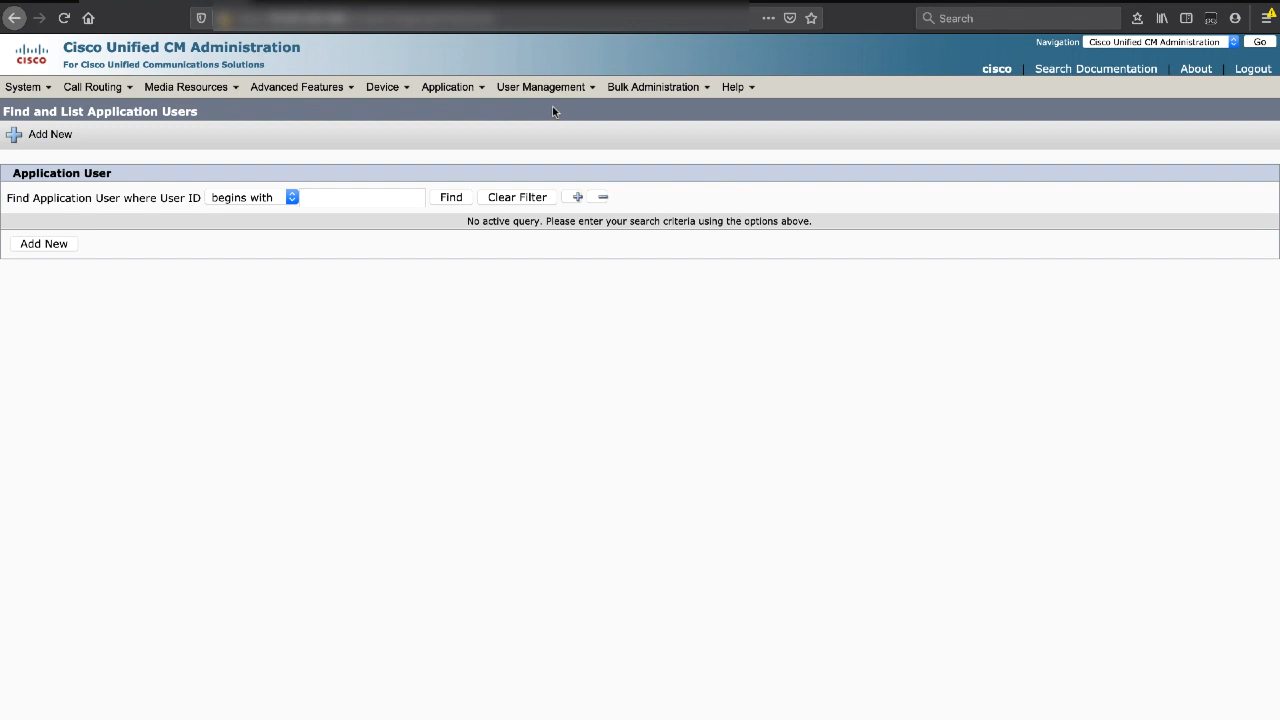 Search
CISCO
Cisco Unified CM Administration
For Cisco Unified Communications Solutions
Navigation Cisco Unified CM Administration Go
cisco | Search Documentation | About | Logout
System Call Routing Media Resources Advanced Features Device Application User Management Bulk Administration Help
Find and List Application Users
Add New
Application User
Find Application User where User ID begins with Find Clear Filter
No active query. Please enter your search criteria using the options above.
Add New